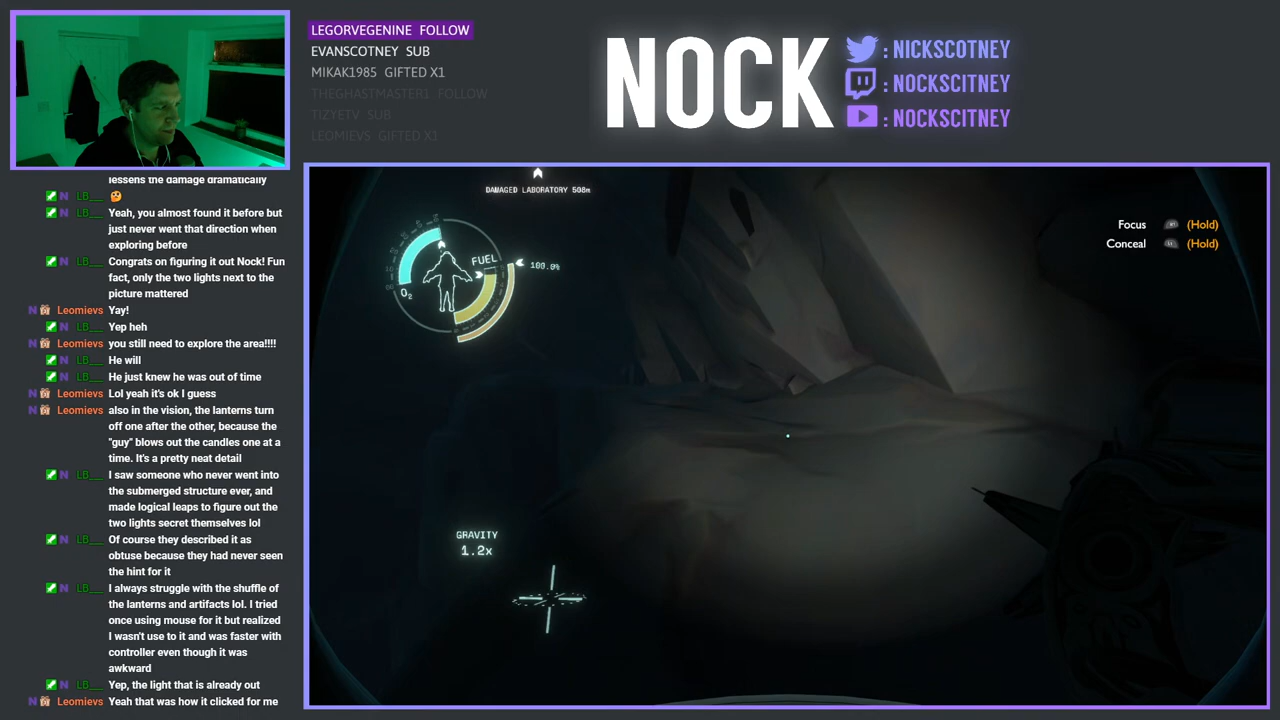 LEGORVEGENINE FOLLOW
EVANSCOTNEY SUB
MIKAK1985 GIFTED X1
THEGHASTMASTER1 FOLLOW
TIZYETV SUB
LEOMIEVS GIFTED X1
NOCK
: NICKSCOTNEY
: NOCKSCITNEY
: NOCKSCITNEY
lessens the damage dramatically
LB__
LB__ Yeah, you almost found it before but
just never went that direction when
exploring before
LB__ Congrats on figuring it out Nock! Fun
fact, only the two lights next to the
picture mattered
Leomievs Yay!
LB__ Yep heh
Leomievs you still need to explore the area!!!!
LB__ He will
LB__ He just knew he was out of time
Leomievs Lol yeah it's ok I guess
Leomievs also in the vision, the lanterns turn
off one after the other, because the
"guy" blows out the candles one at a
time. It's a pretty neat detail
LB__ I saw someone who never went into
the submerged structure ever, and
made logical leaps to figure out the
two lights secret themselves lol
LB__ Of course they described it as
obtuse because they had never seen
the hint for it
LB__ I always struggle with the shuffle of
the lanterns and artifacts lol. I tried
once using mouse for it but realized
I wasn't use to it and was faster with
controller even though it was
awkward
LB__ Yep, the light that is already out
Leomievs Yeah that was how it clicked for me
DAMAGED LABORATORY 508m
FUEL
100.0%
O2
GRAVITY
1.2x
Focus (Hold)
Conceal (Hold)